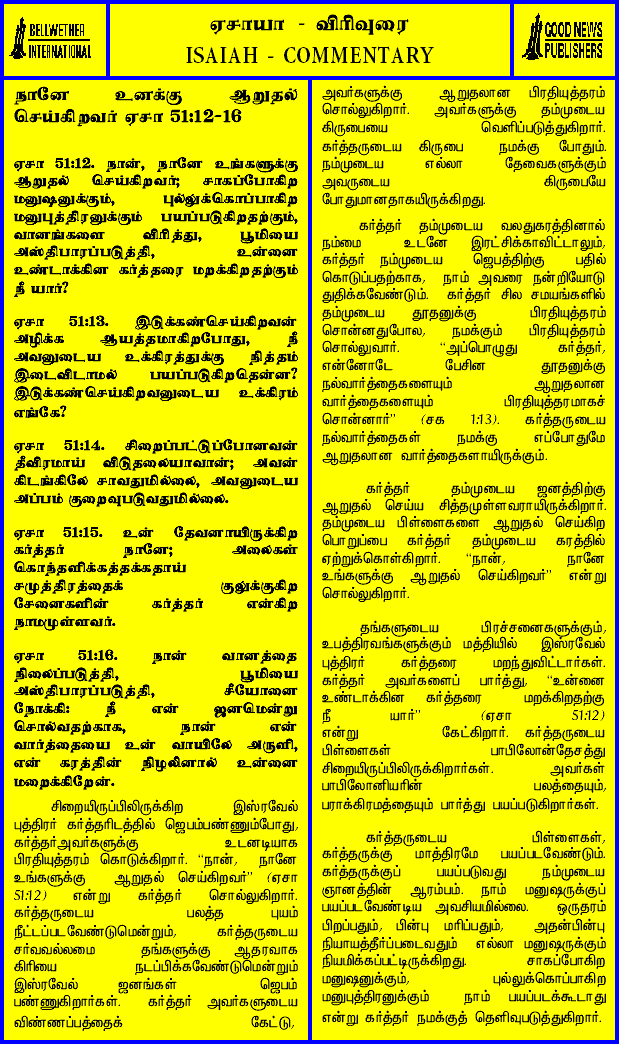 BELLWETHER
INTERNATIONAL
ஏசாயா - விரிவுரை
ISAIAH - COMMENTARY
GOOD NEWS
PUBLISHERS
நானே உனக்கு ஆறுதல்
செய்கிறவர் ஏசா 51:12-16
ஏசா 51:12. நான், நானே உங்களுக்கு
ஆறுதல் செய்கிறவர்; சாகப்போகிற
மனுஷனுக்கும், புல்லுக்கொப்பாகிற
மனுபுத்திரனுக்கும் பயப்படுகிறதற்கும்,
வானங்களை விரித்து, பூமியை
அஸ்திபாரப்படுத்தி, உன்னை
உண்டாக்கின கர்த்தரை மறக்கிறதற்கும்
நீ யார்?
ஏசா 51:13. இடுக்கண்செய்கிறவன்
அழிக்க ஆயத்தமாகிறபோது, நீ
அவனுடைய உக்கிரத்துக்கு நித்தம்
இடைவிடாமல் பயப்படுகிறதென்ன?
இடுக்கண்செய்கிறவனுடைய உக்கிரம்
எங்கே?
ஏசா 51:14. சிறைப்பட்டுப்போனவன்
தீவிரமாய் விடுதலையாவான்; அவன்
கிடங்கிலே சாவதுமில்லை, அவனுடைய
அப்பம் குறைவுபடுவதுமில்லை.
ஏசா 51:15. உன் தேவனாயிருக்கிற
கர்த்தர் நானே; அலைகள்
கொந்தளிக்கத்தக்கதாய்
சமுத்திரத்தைக் குலுக்குகிற
சேனைகளின் கர்த்தர் என்கிற
நாமமுள்ளவர்.
ஏசா 51:16. நான் வானத்தை
நிலைப்படுத்தி, பூமியை
அஸ்திபாரப்படுத்தி, சீயோனை
நோக்கி: நீ என் ஜனமென்று
சொல்வதற்காக, நான் என்
வார்த்தையை உன் வாயிலே அருளி,
என் கரத்தின் நிழலினால் உன்னை
மறைக்கிறேன்.
சிறையிருப்பிலிருக்கிற இஸ்ரவேல்
புத்திரர் கர்த்தரிடத்தில் ஜெபம்பண்ணும்போது,
கர்த்தர்அவர்களுக்கு உடனடியாக
பிரதியுத்தரம் கொடுக்கிறார். "நான், நானே
உங்களுக்கு ஆறுதல் செய்கிறவர்" (ஏசா
51:12) என்று கர்த்தர் சொல்லுகிறார்.
கர்த்தருடைய பலத்த புயம்
நீட்டப்படவேண்டுமென்றும், கர்த்தருடைய
சர்வவல்லமை தங்களுக்கு ஆதரவாக
கிரியை நடப்பிக்கவேண்டுமென்றும்
இஸ்ரவேல் ஜனங்கள் ஜெபம்
பண்ணுகிறார்கள். கர்த்தர் அவர்களுடைய
விண்ணப்பத்தைக் கேட்டு,
அவர்களுக்கு ஆறுதலான பிரதியுத்தரம்
சொல்லுகிறார். அவர்களுக்கு தம்முடைய
கிருபையை வெளிப்படுத்துகிறார்.
கர்த்தருடைய கிருபை நமக்கு போதும்.
நம்முடைய எல்லா தேவைகளுக்கும்
அவருடைய கிருபையே
போதுமானதாகயிருக்கிறது.
கர்த்தர் தம்முடைய வலதுகரத்தினால்
நம்மை உடனே இரட்சிக்காவிட்டாலும்,
கர்த்தர் நம்முடைய ஜெபத்திற்கு பதில்
கொடுப்பதற்காக, நாம் அவரை நன்றியோடு
துதிக்கவேண்டும். கர்த்தர் சில சமயங்களில்
தம்முடைய தூதனுக்கு பிரதியுத்தரம்
சொன்னதுபோல, நமக்கும் பிரதியுத்தரம்
சொல்லுவார். "அப்பொழுது கர்த்தர்,
என்னோடே பேசின தூதனுக்கு
நல்வார்த்தைகளையும் ஆறுதலான
வார்த்தைகளையும் பிரதியுத்தரமாகச்
சொன்னார்" (சக 1:13). கர்த்தருடைய
நல்வார்த்தைகள் நமக்கு எப்போதுமே
ஆறுதலான வார்த்தைகளாயிருக்கும்.
கர்த்தர் தம்முடைய ஜனத்திற்கு
ஆறுதல் செய்ய சித்தமுள்ளவராயிருக்கிறார்.
தம்முடைய பிள்ளைகளை ஆறுதல் செய்கிற
பொறுப்பை கர்த்தர் தம்முடைய கரத்தில்
ஏற்றுக்கொள்கிறார். "நான், நானே
உங்களுக்கு ஆறுதல் செய்கிறவர்" என்று
சொல்லுகிறார்.
தங்களுடைய பிரச்சனைகளுக்கும்,
உபத்திரவங்களுக்கும் மத்தியில் இஸ்ரவேல்
புத்திரர் கர்த்தரை மறந்துவிட்டார்கள்.
கர்த்தர் அவர்களைப் பார்த்து, "உன்னை
உண்டாக்கின கர்த்தரை மறக்கிறதற்கு
நீ யார்" (ஏசா 51:12)
என்று கேட்கிறார். கர்த்தருடைய
பிள்ளைகள் பாபிலோன்தேசத்து
சிறையிருப்பிலிருக்கிறார்கள். அவர்கள்
பாபிலோனியரின் பலத்தையும்,
பராக்கிரமத்தையும் பார்த்து பயப்படுகிறார்கள்.
கர்த்தருடைய பிள்ளைகள்,
கர்த்தருக்கு மாத்திரமே பயப்படவேண்டும்.
கர்த்தருக்குப் பயப்படுவது நம்முடைய
ஞானத்தின் ஆரம்பம். நாம் மனுஷருக்குப்
பயப்படவேண்டிய அவசியமில்லை. ஒருதரம்
பிறப்பதும், பின்பு மரிப்பதும், அதன்பின்பு
நியாயத்தீர்ப்படைவதும் எல்லா மனுஷருக்கும்
நியமிக்கப்பட்டிருக்கிறது. சாகப்போகிற
மனுஷனுக்கும், புல்லுக்கொப்பாகிற
மனுபுத்திரனுக்கும் நாம் பயப்படக்கூடாது
என்று கர்த்தர் நமக்குத் தெளிவுபடுத்துகிறார்.